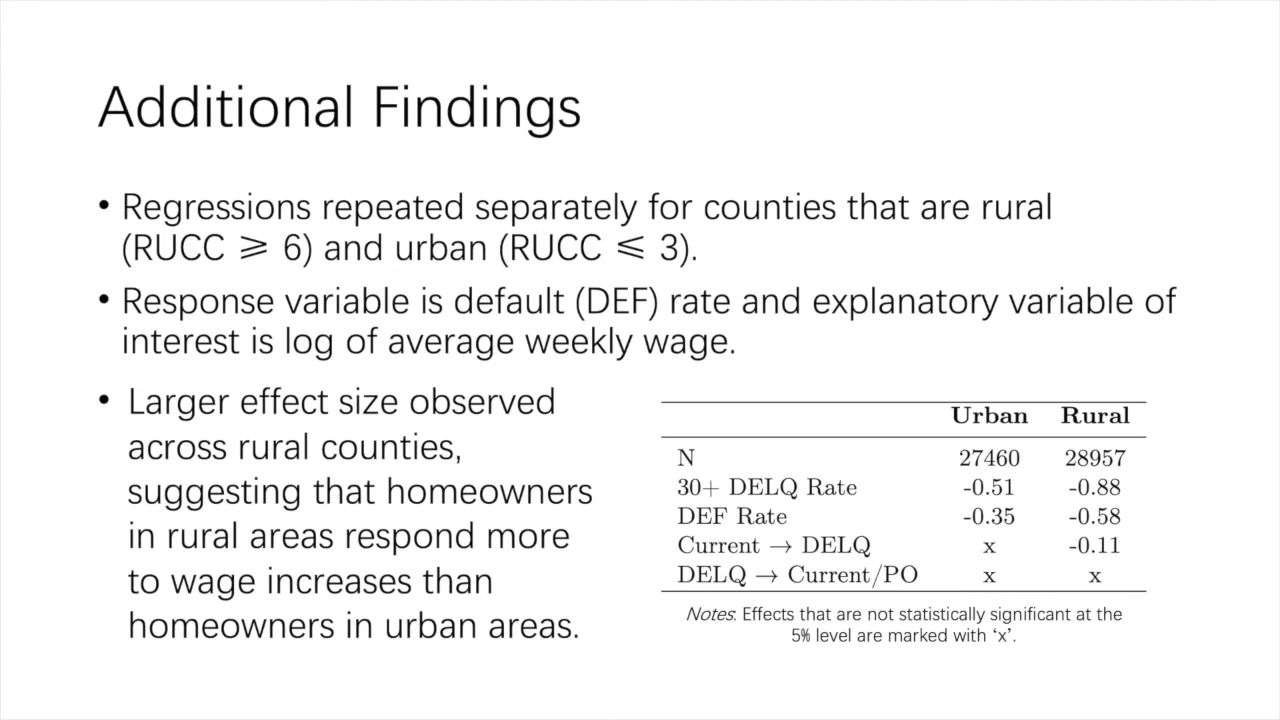 Additional Findings
• Regressions repeated separately for counties that are rural
(RUCC ⩾ 6) and urban (RUCC ⩽ 3).
• Response variable is default (DEF) rate and explanatory variable of
interest is log of average weekly wage.
• Larger effect size observed
across rural counties,
suggesting that homeowners
in rural areas respond more
to wage increases than
homeowners in urban areas.
Urban Rural
N 27460 28957
30+ DELQ Rate -0.51 -0.88
DEF Rate -0.35 -0.58
Current → DELQ x -0.11
DELQ → Current/PO x x
Notes: Effects that are not statistically significant at the
5% level are marked with ‘x’.